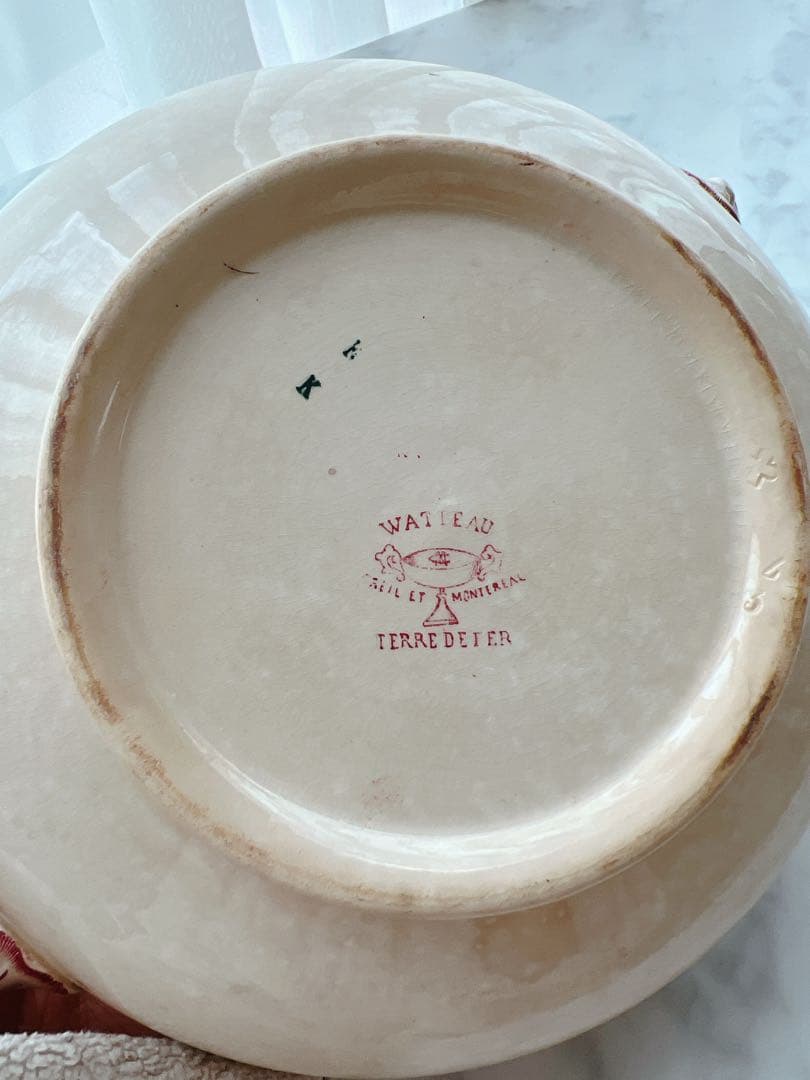 F
K
WATTEAU
CREIL ET MONTEREAU
TERRE DE FER